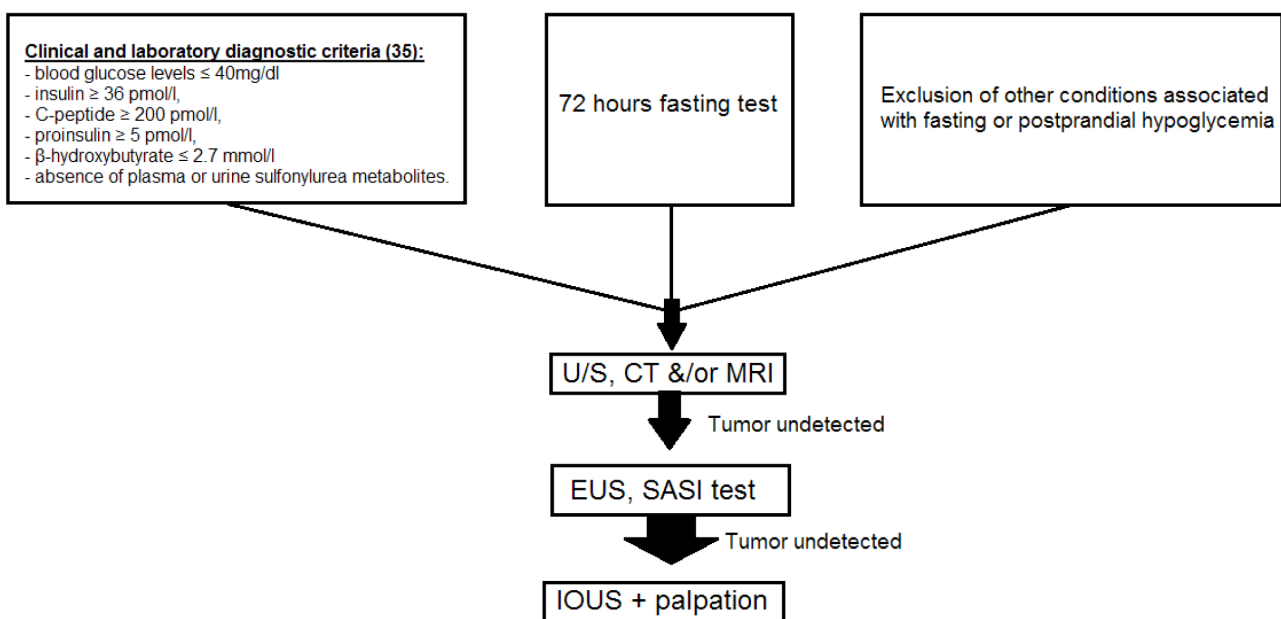 Clinical and laboratory diagnostic criteria (35):
- blood glucose levels ≤ 40mg/dl
- insulin ≥ 36 pmol/l,
- C-peptide ≥ 200 pmol/l,
- proinsulin ≥ 5 pmol/l,
- β-hydroxybutyrate ≤ 2.7 mmol/l
- absence of plasma or urine sulfonylurea metabolites.
72 hours fasting test
Exclusion of other conditions associated
with fasting or postprandial hypoglycemia
U/S, CT &/or MRI
Tumor undetected
EUS, SASI test
Tumor undetected
IOUS + palpation